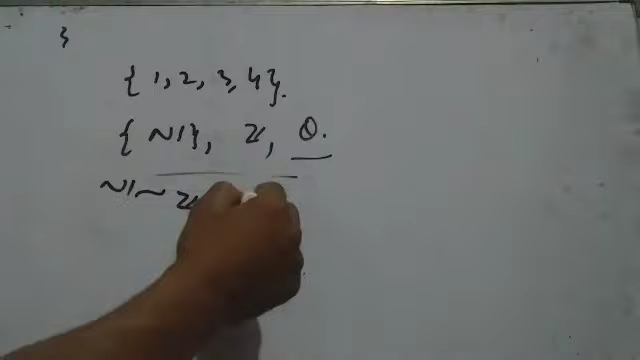 }
{ 1, 2, 3, 4}.
{ ℕ}, ℤ, ℚ.
ℕ ~ ℤ